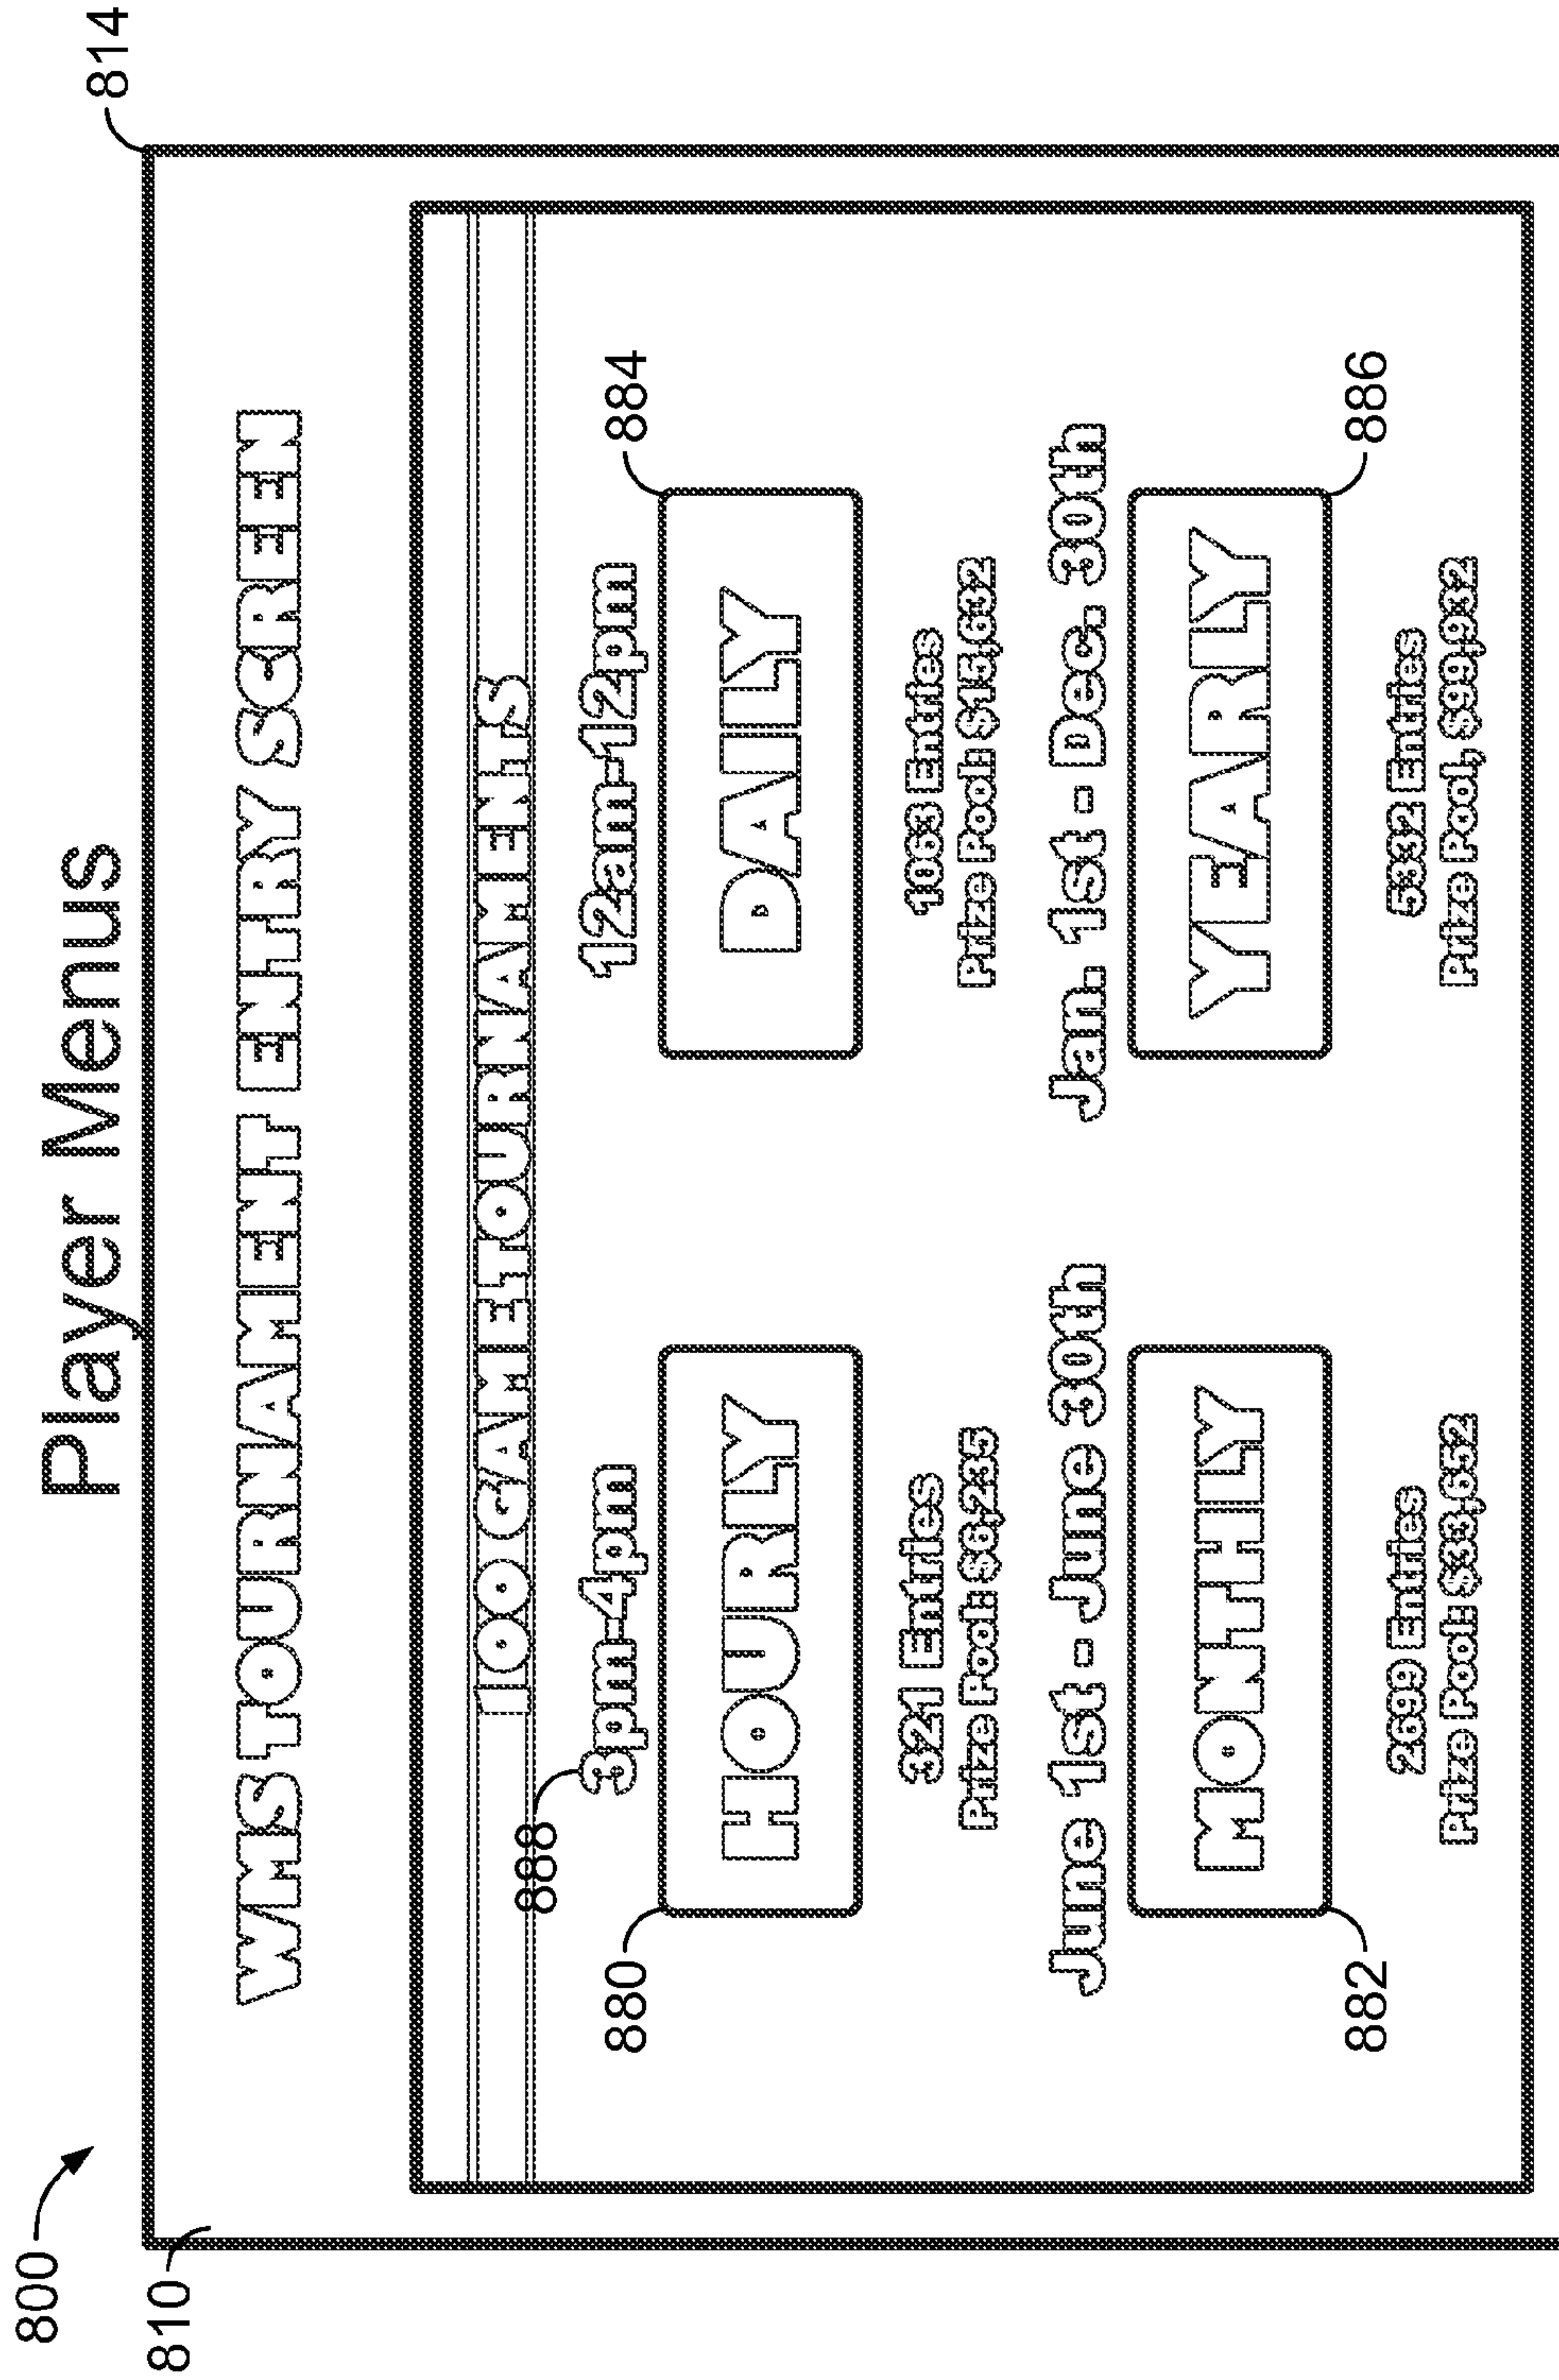 Player Menus
800
810
814
WMS TOURNAMENT ENTRY SCREEN
100 GAME TOURNAMENTS
888
3pm-4pm
880
HOURLY
321 Entries
Prize Pool: $6,235
12am-12pm
884
DAILY
1063 Entries
Prize Pool: $15,632
June 1st - June 30th
882
MONTHLY
2699 Entries
Prize Pool: $33,652
Jan. 1st - Dec. 30th
886
YEARLY
5332 Entries
Prize Pool, $99,932